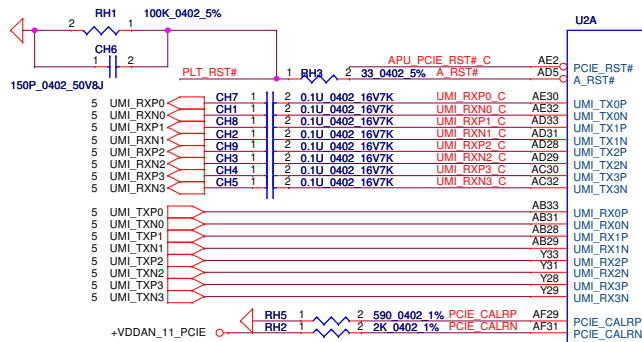 RH1
2 1 100K_0402_5%
U2A
CH6
1 2
150P_0402_50V8J
APU_PCIE_RST#_C AE2 PCIE_RST#
PLT_RST# 1 RH3 2 33_0402_5% A_RST# AD5 A_RST#
5 UMI_RXP0 CH7 1 2 0.1U_0402_16V7K UMI_RXP0_C AE30 UMI_TX0P
5 UMI_RXN0 CH1 1 2 0.1U_0402_16V7K UMI_RXN0_C AE32 UMI_TX0N
5 UMI_RXP1 CH8 1 2 0.1U_0402_16V7K UMI_RXP1_C AD33 UMI_TX1P
5 UMI_RXN1 CH2 1 2 0.1U_0402_16V7K UMI_RXN1_C AD31 UMI_TX1N
5 UMI_RXP2 CH9 1 2 0.1U_0402_16V7K UMI_RXP2_C AD28 UMI_TX2P
5 UMI_RXN2 CH3 1 2 0.1U_0402_16V7K UMI_RXN2_C AD29 UMI_TX2N
5 UMI_RXP3 CH4 1 2 0.1U_0402_16V7K UMI_RXP3_C AC30 UMI_TX3P
5 UMI_RXN3 CH5 1 2 0.1U_0402_16V7K UMI_RXN3_C AC32 UMI_TX3N
5 UMI_TXP0 AB33 UMI_RX0P
5 UMI_TXN0 AB31 UMI_RX0N
5 UMI_TXP1 AB28 UMI_RX1P
5 UMI_TXN1 AB29 UMI_RX1N
5 UMI_TXP2 Y33 UMI_RX2P
5 UMI_TXN2 Y31 UMI_RX2N
5 UMI_TXP3 Y28 UMI_RX3P
5 UMI_TXN3 Y29 UMI_RX3N
RH5 1 2 590_0402_1% PCIE_CALRP AF29 PCIE_CALRP
+VDDAN_11_PCIE RH2 1 2 2K_0402_1% PCIE_CALRN AF31 PCIE_CALRN